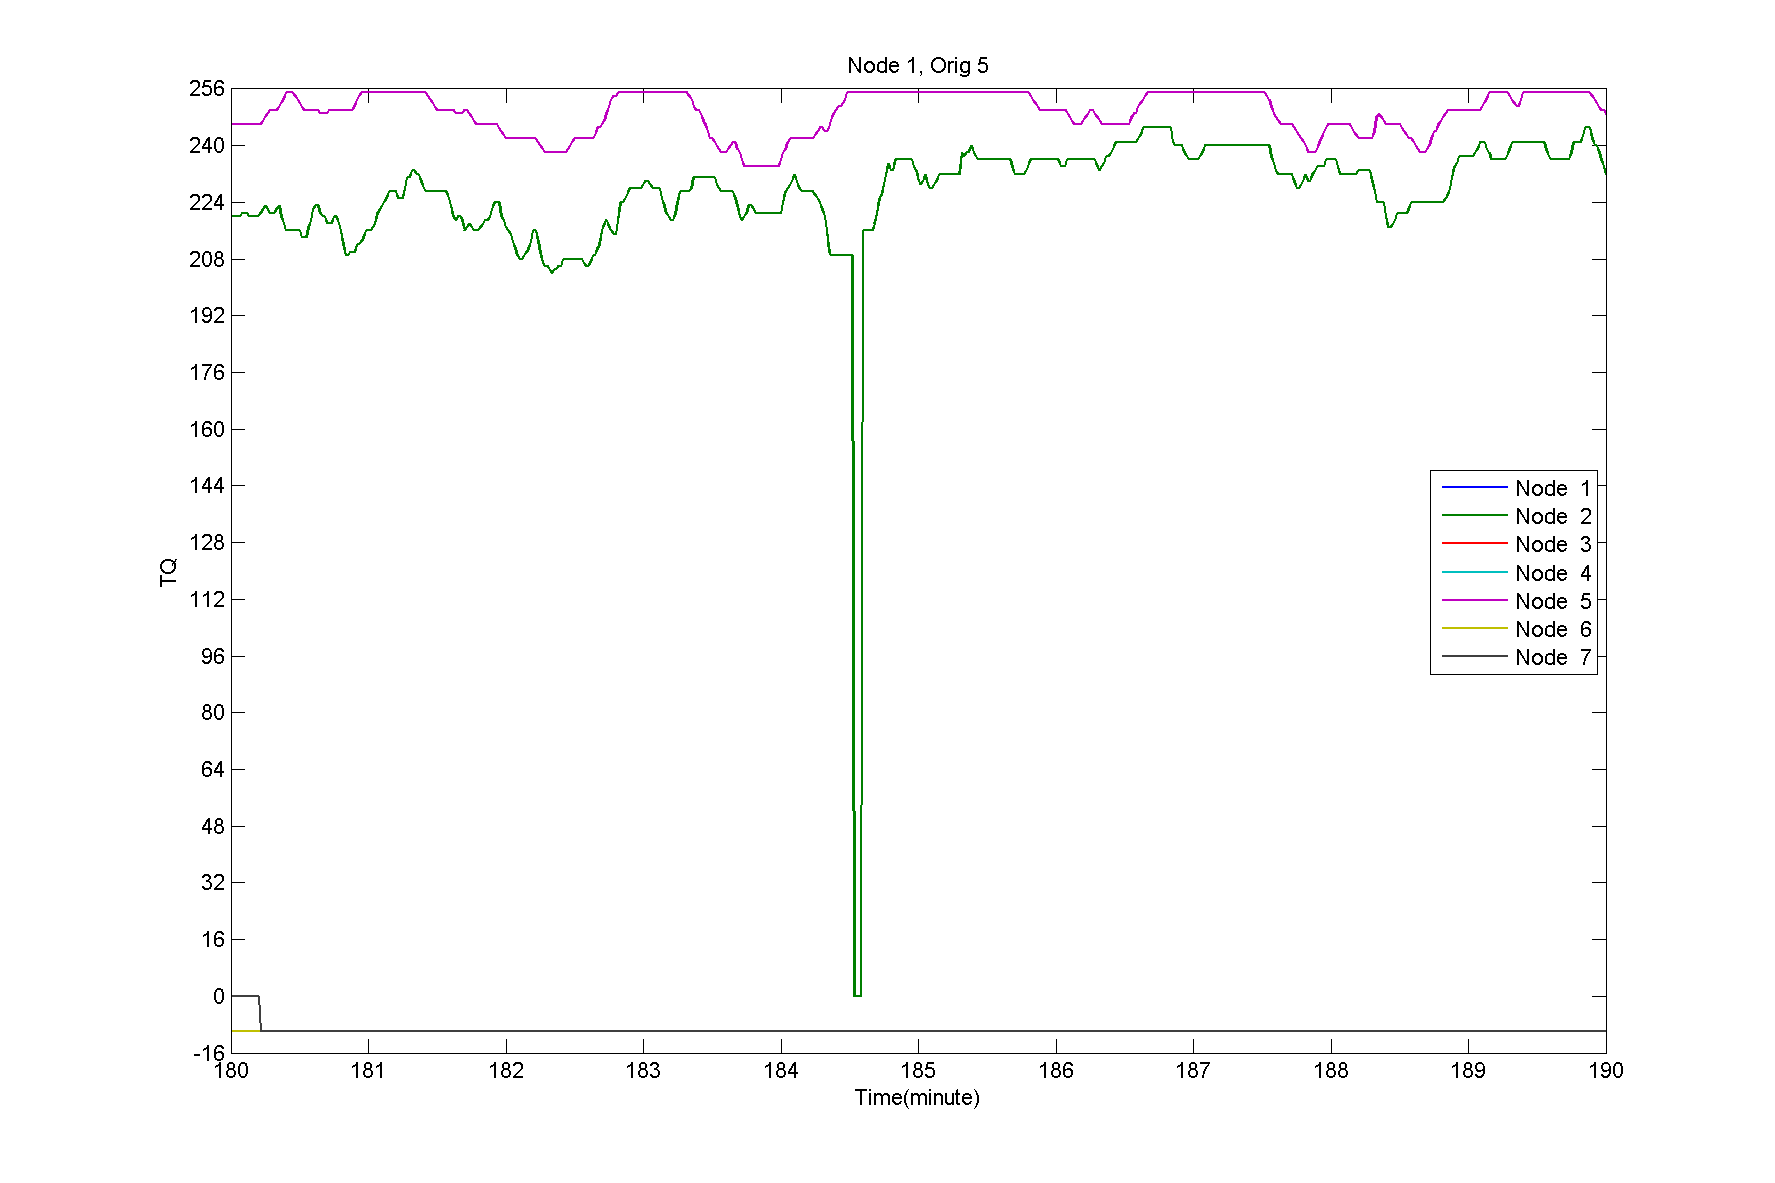 Node 1, Orig 5
256
240
224
208
192
176
160
144
128
112
96
80
64
48
32
16
0
-16
TQ
Node 1
Node 2
Node 3
Node 4
Node 5
Node 6
Node 7
180 181 182 183 184 185 186 187 188 189 190
Time(minute)